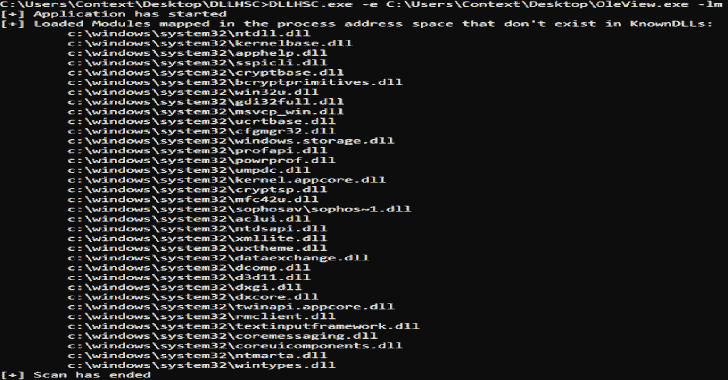 C:\Users\Context\Desktop\DLLHSC>DLLHSC.exe -e C:\Users\Context\Desktop\OleView.exe -lm
[+] Application has started
[+] Loaded Modules mapped in the process address space that don't exist in KnownDLLs:
c:\windows\system32\ntdll.dll
c:\windows\system32\kernelbase.dll
c:\windows\system32\apphelp.dll
c:\windows\system32\sspicli.dll
c:\windows\system32\cryptbase.dll
c:\windows\system32\bcryptprimitives.dll
c:\windows\system32\win32u.dll
c:\windows\system32\gdi32full.dll
c:\windows\system32\msvcp_win.dll
c:\windows\system32\ucrtbase.dll
c:\windows\system32\cfgmgr32.dll
c:\windows\system32\windows.storage.dll
c:\windows\system32\profapi.dll
c:\windows\system32\powrprof.dll
c:\windows\system32\umpdc.dll
c:\windows\system32\kernel.appcore.dll
c:\windows\system32\cryptsp.dll
c:\windows\system32\mfc42u.dll
c:\windows\system32\sophosav\sophos~1.dll
c:\windows\system32\aclui.dll
c:\windows\system32\ntdsapi.dll
c:\windows\system32\xmllite.dll
c:\windows\system32\uxtheme.dll
c:\windows\system32\dataexchange.dll
c:\windows\system32\dcomp.dll
c:\windows\system32\d3d11.dll
c:\windows\system32\dxgi.dll
c:\windows\system32\dxcore.dll
c:\windows\system32\twinapi.appcore.dll
c:\windows\system32\rmclient.dll
c:\windows\system32\textinputframework.dll
c:\windows\system32\coremessaging.dll
c:\windows\system32\coreuicomponents.dll
c:\windows\system32\ntmarta.dll
c:\windows\system32\wintypes.dll
[+] Scan has ended